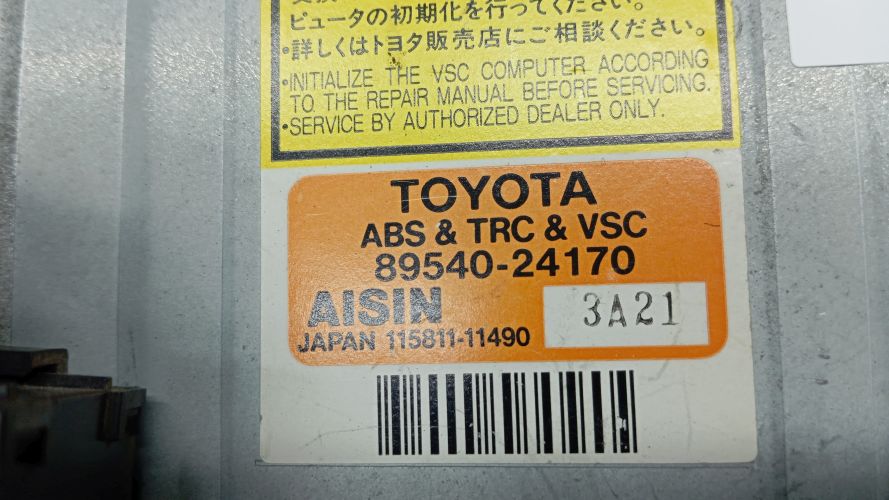 ピュータの初期化を行ってください。
•詳しくはトヨタ販売店にご相談ください。
•INITIALIZE THE VSC COMPUTER ACCORDING
TO THE REPAIR MANUAL BEFORE SERVICING.
•SERVICE BY AUTHORIZED DEALER ONLY.
TOYOTA
ABS & TRC & VSC
89540-24170
AISIN
3A21
JAPAN 115811-11490